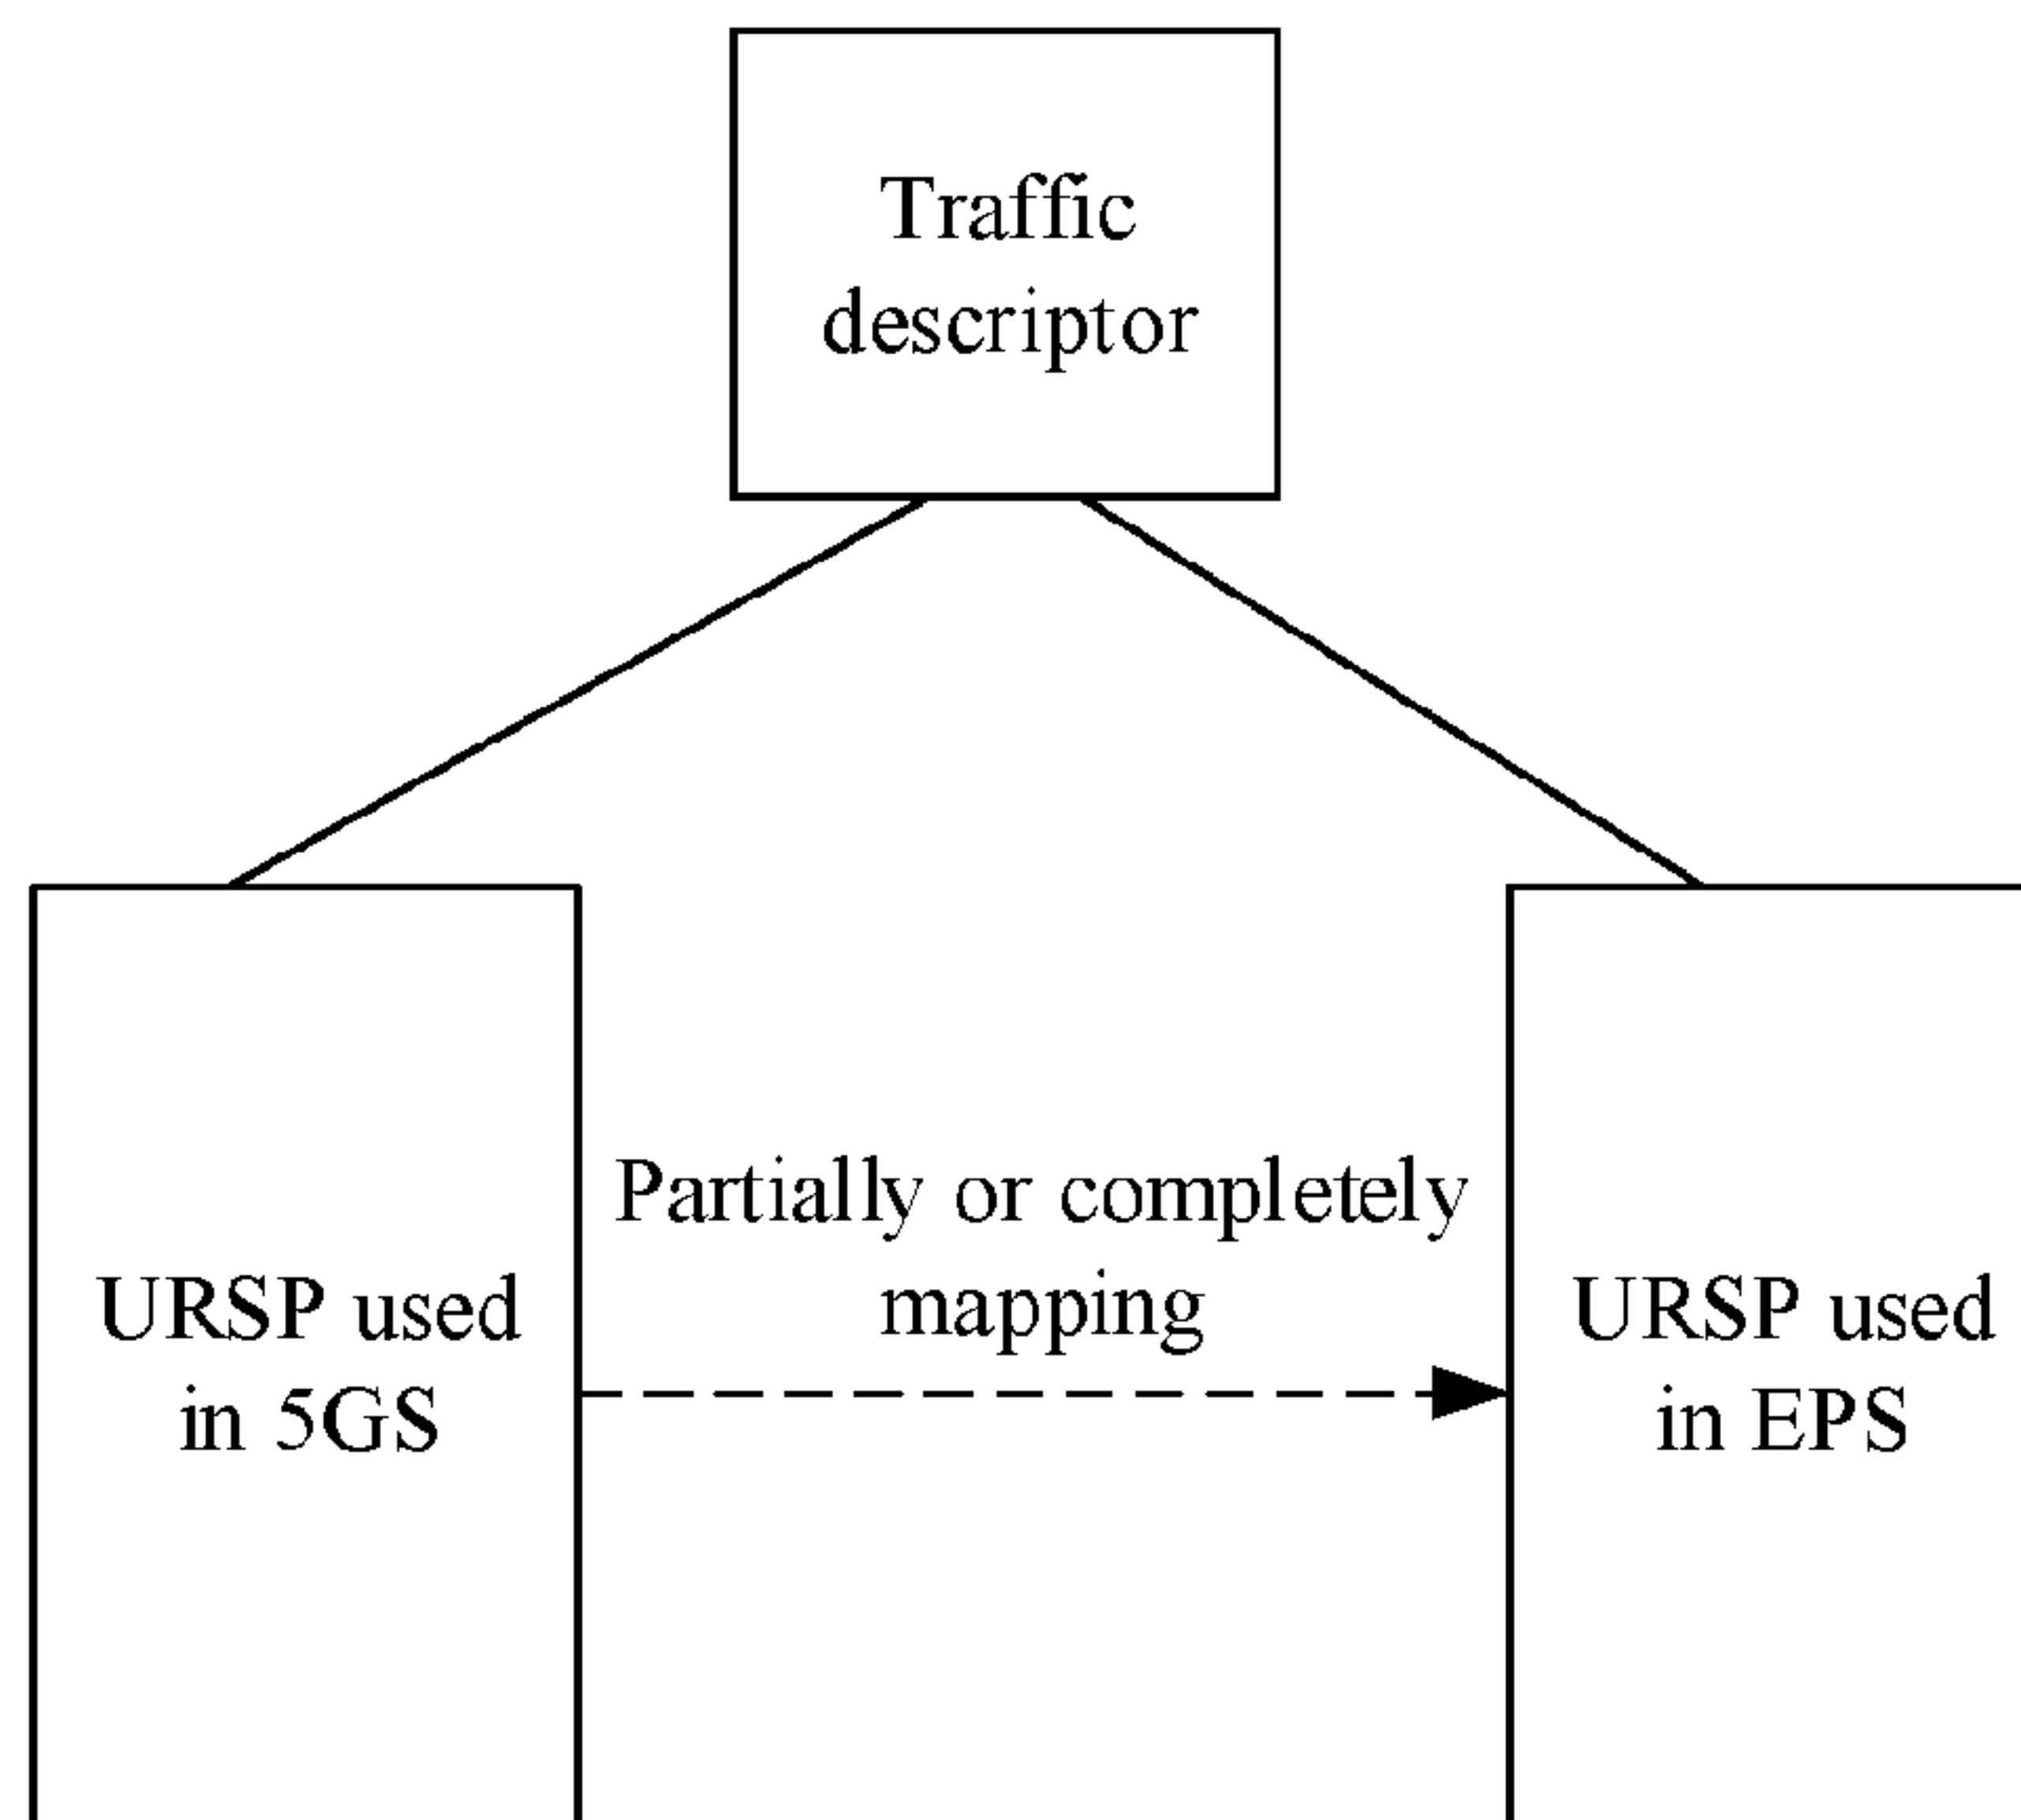 Traffic
descriptor
Partially or completely
mapping
URSP used
in 5GS
URSP used
in EPS